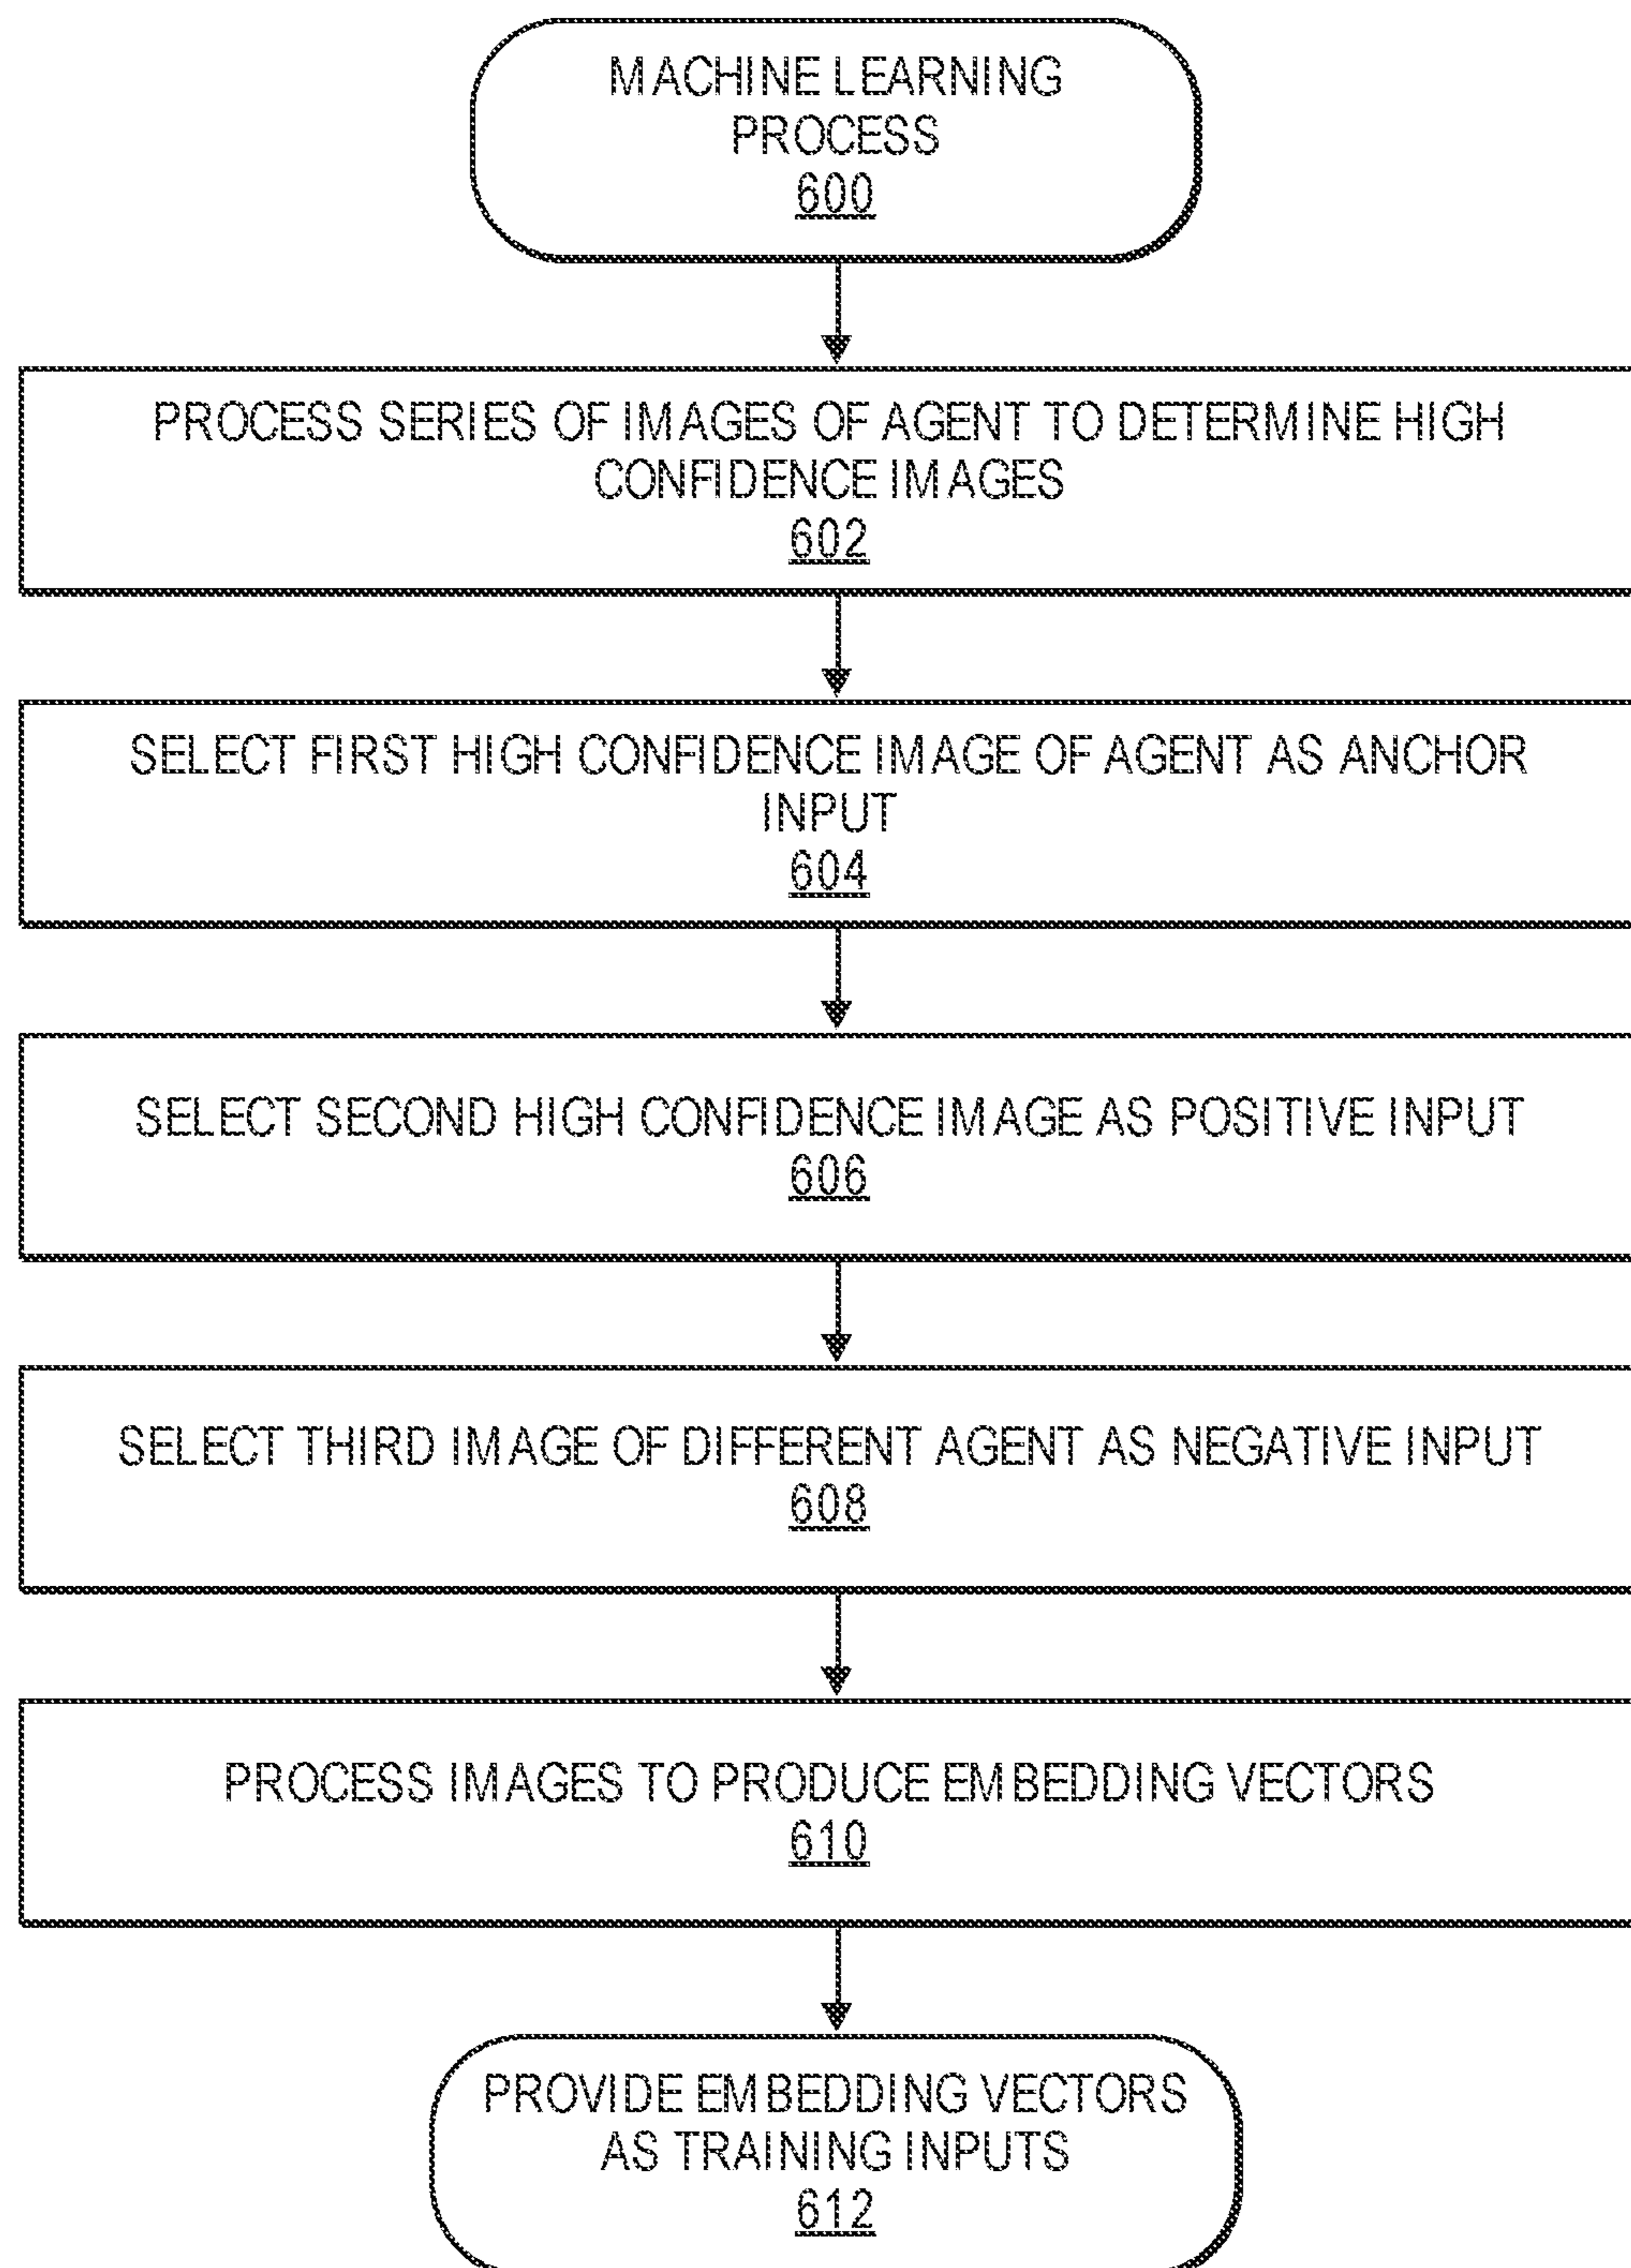 MACHINE LEARNING
PROCESS
600
PROCESS SERIES OF IMAGES OF AGENT TO DETERMINE HIGH
CONFIDENCE IMAGES
602
SELECT FIRST HIGH CONFIDENCE IMAGE OF AGENT AS ANCHOR
INPUT
604
SELECT SECOND HIGH CONFIDENCE IMAGE AS POSITIVE INPUT
606
SELECT THIRD IMAGE OF DIFFERENT AGENT AS NEGATIVE INPUT
608
PROCESS IMAGES TO PRODUCE EMBEDDING VECTORS
610
PROVIDE EMBEDDING VECTORS
AS TRAINING INPUTS
612